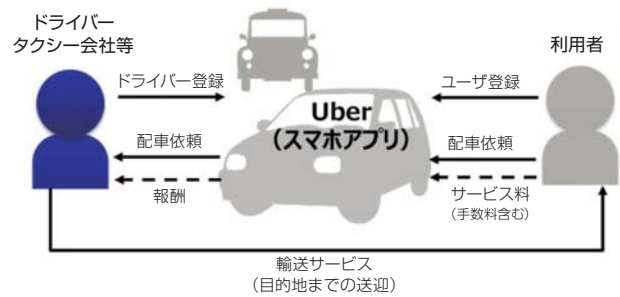 ドライバー
タクシー会社等
利用者
ドライバー登録
ユーザ登録
Uber
(スマホアプリ)
配車依頼
配車依頼
報酬
サービス料
(手数料含む)
輸送サービス
(目的地までの送迎)